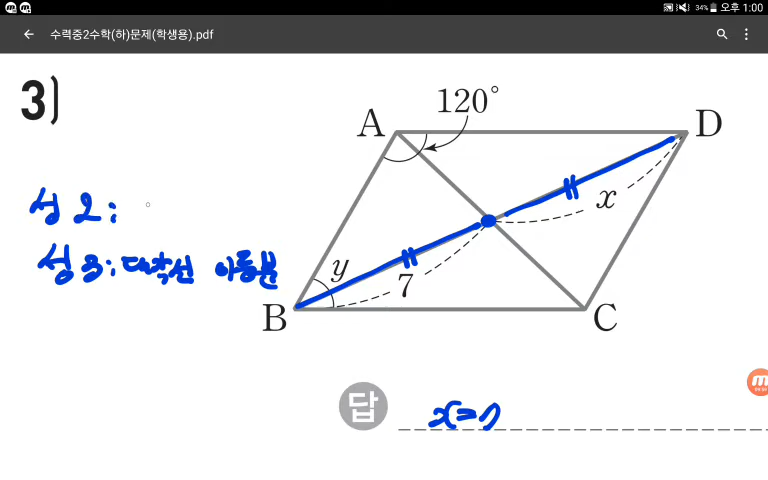 34% 오후 1:00
수력중2수학(하)문제(학생용).pdf
3)
120°
A
D
성 2:
x
성 3: 대각선 이등분
y
7
B
C
답
x=7